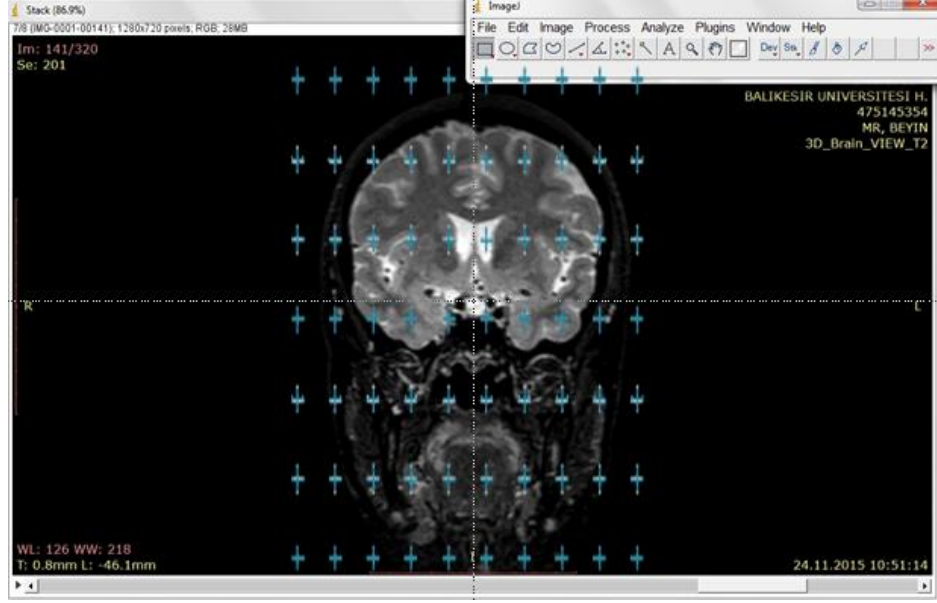 Stack (86.9%)
7/8 (IMG-0001-00141); 1280x720 pixels; RGB; 28MB
ImageJ
File Edit Image Process Analyze Plugins Window Help
Dev Stk
Im: 141/320
Se: 201
BALIKESIR UNIVERSITESI H.
475145354
MR, BEYIN
3D_Brain_VIEW_T2
R
L
WL: 126 WW: 218
T: 0.8mm L: -46.1mm
24.11.2015 10:51:14